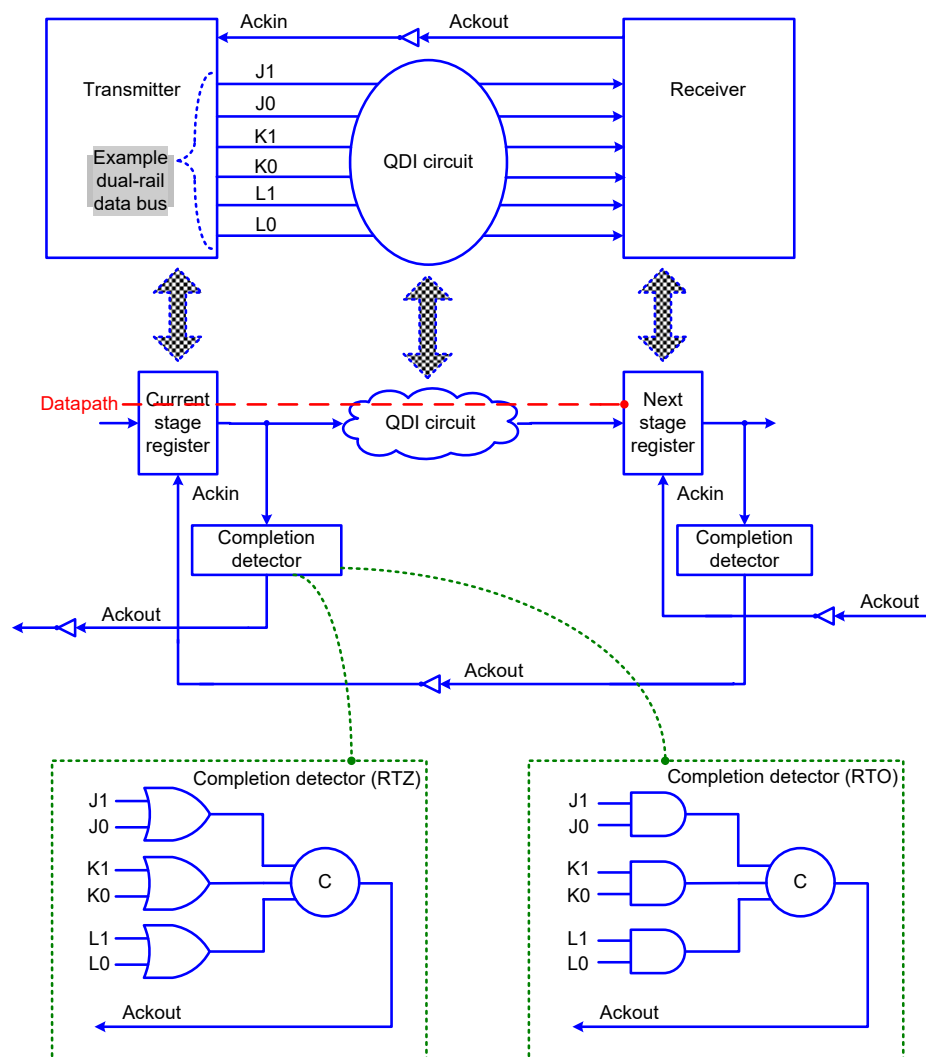 Ackin
Ackout
Transmitter
Receiver
J1
J0
K1
K0
L1
L0
Example
dual-rail
data bus
QDI circuit
Datapath
Current
stage
register
QDI circuit
Next
stage
register
Ackin
Ackin
Completion
detector
Completion
detector
Ackout
Ackout
Ackout
Completion detector (RTZ)
J1
J0
K1
K0
L1
L0
C
Ackout
Completion detector (RTO)
J1
J0
K1
K0
L1
L0
C
Ackout